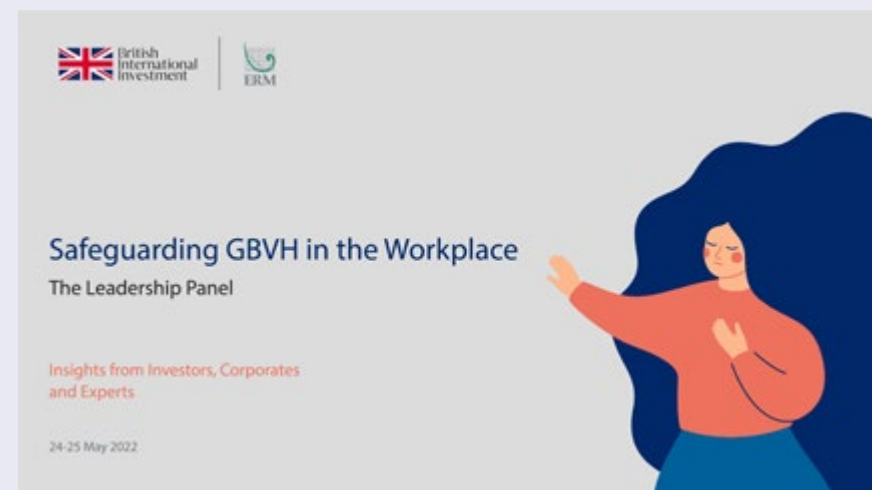 British
International
Investment
ERM
Safeguarding GBVH in the Workplace
The Leadership Panel
Insights from Investors, Corporates
and Experts
24-25 May 2022